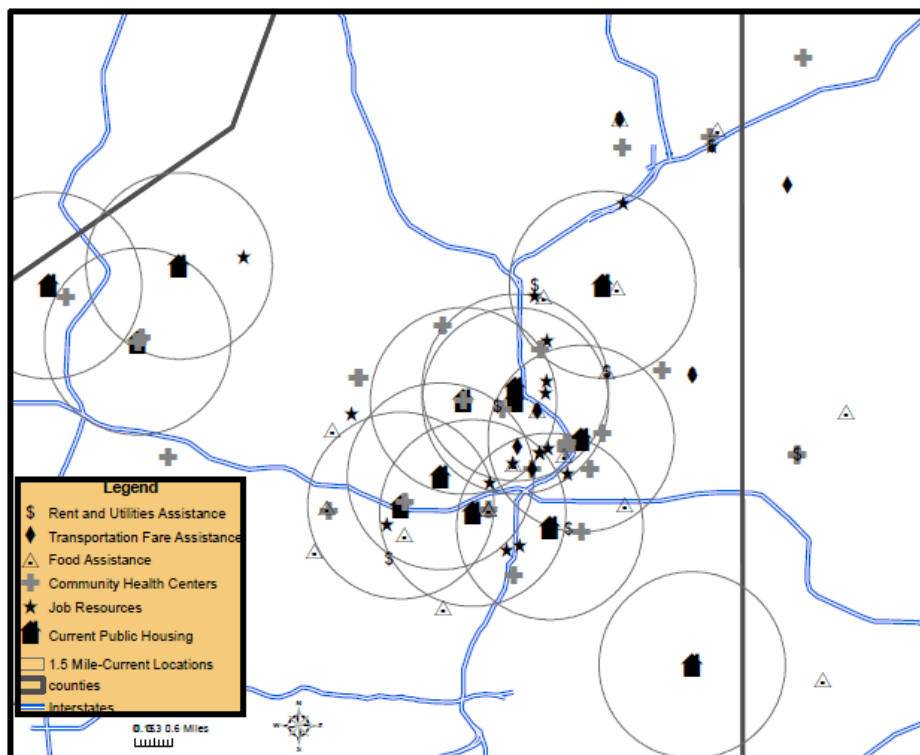 Legend
Rent and Utilities Assistance
Transportation Fare Assistance
Food Assistance
Community Health Centers
Job Resources
Current Public Housing
1.5 Mile-Current Locations
counties
Interstates
0.6 Miles
N
W E
S